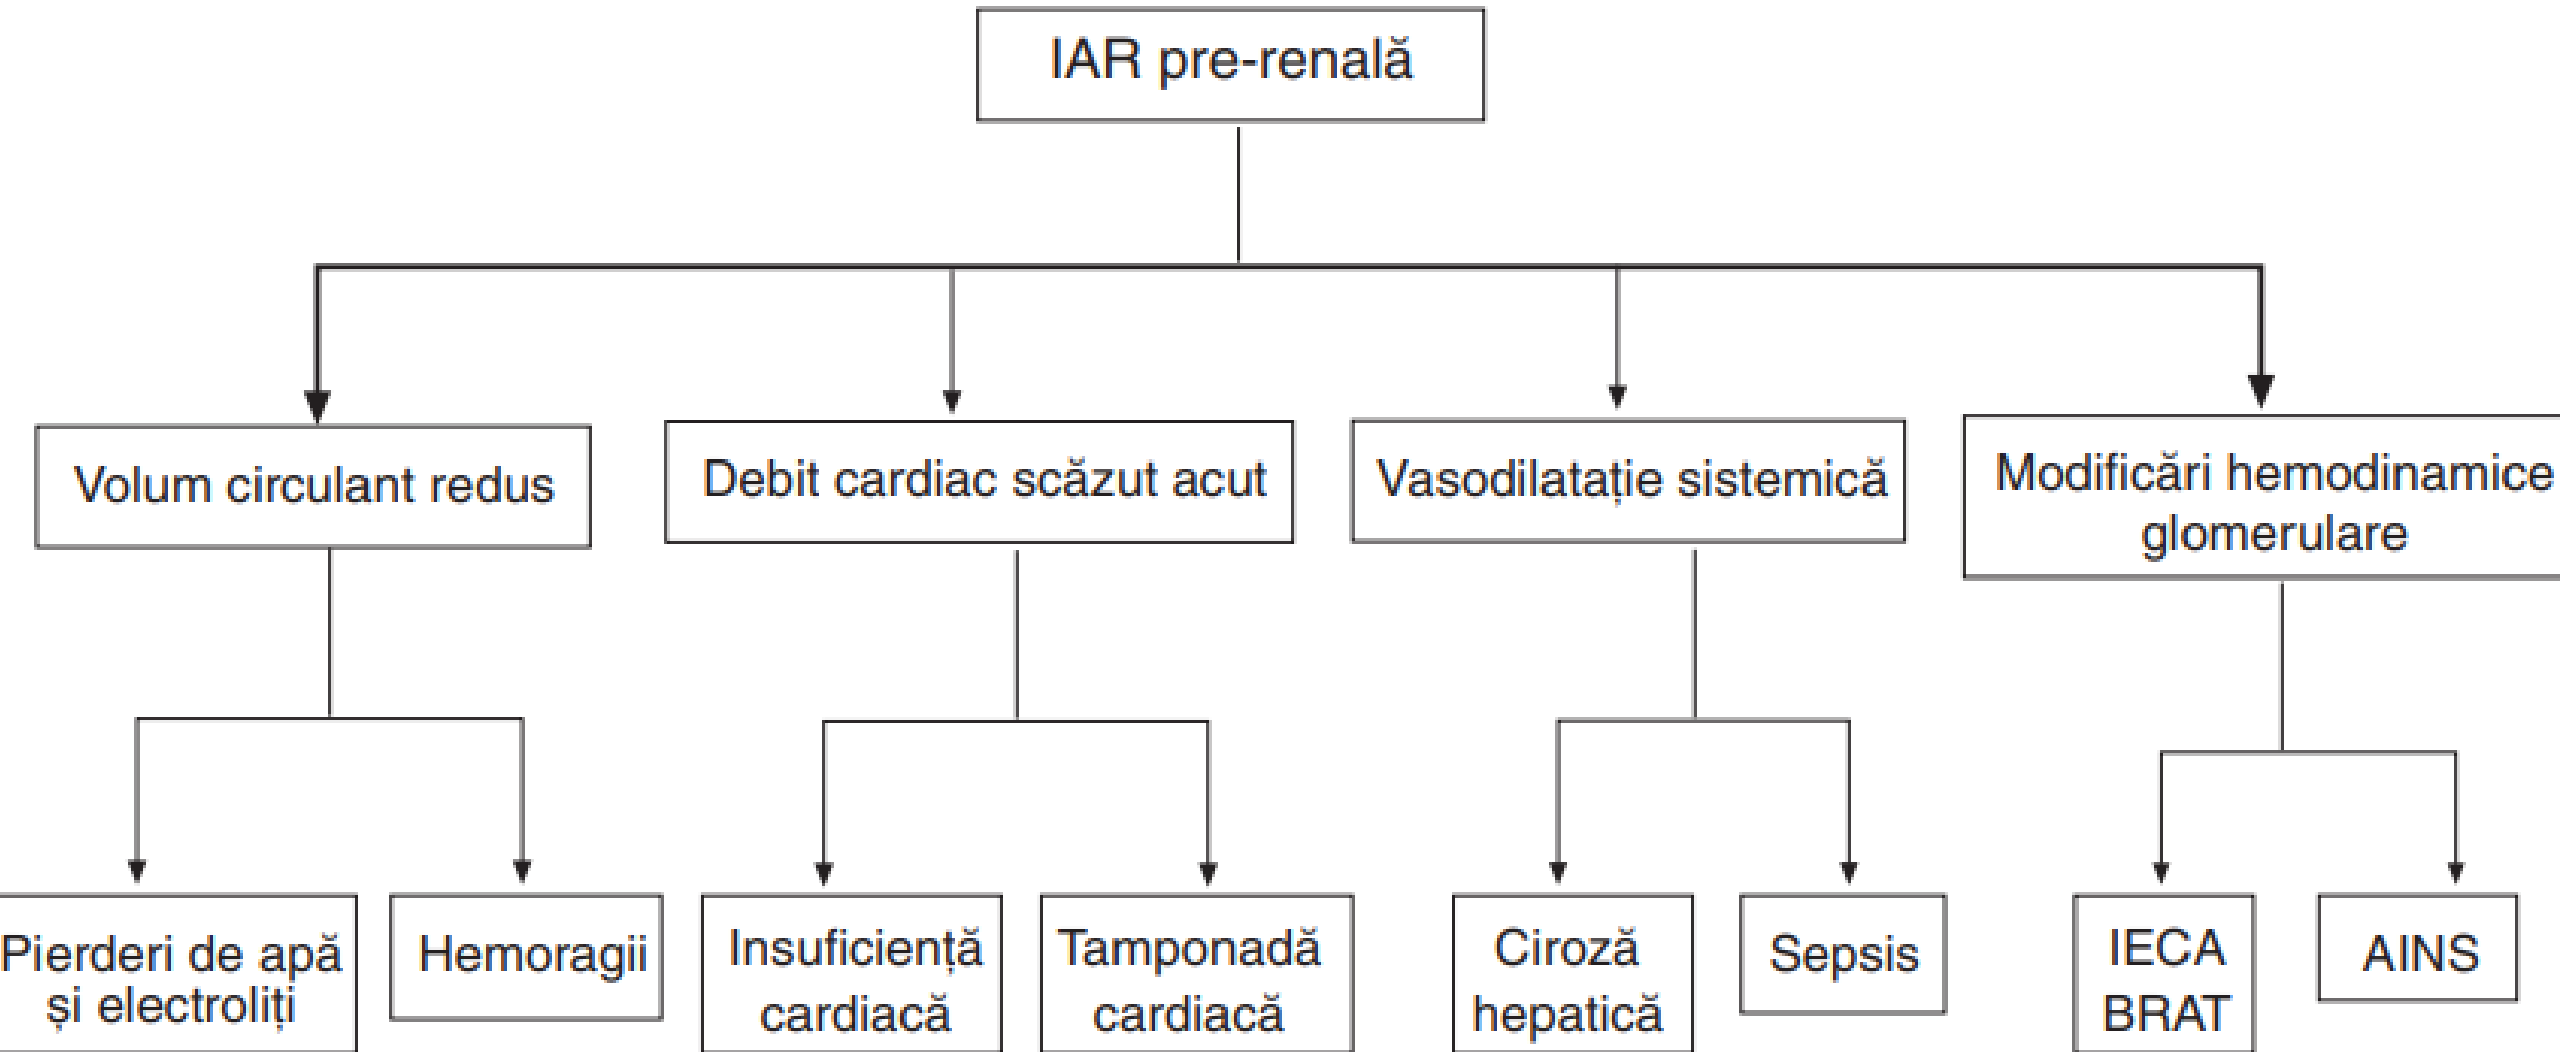 IAR pre-renală
Volum circulant redus
Debit cardiac scăzut acut
Vasodilatație sistemică
Modificări hemodinamice
glomerulare
Pierderi de apă
și electroliți
Hemoragii
Insuficiență
cardiacă
Tamponadă
cardiacă
Ciroză
hepatică
Sepsis
IECA
BRAT
AINS